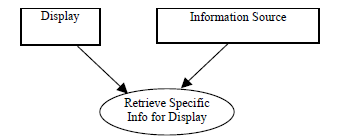 Display
Information Source
Retrieve Specific
Info for Display